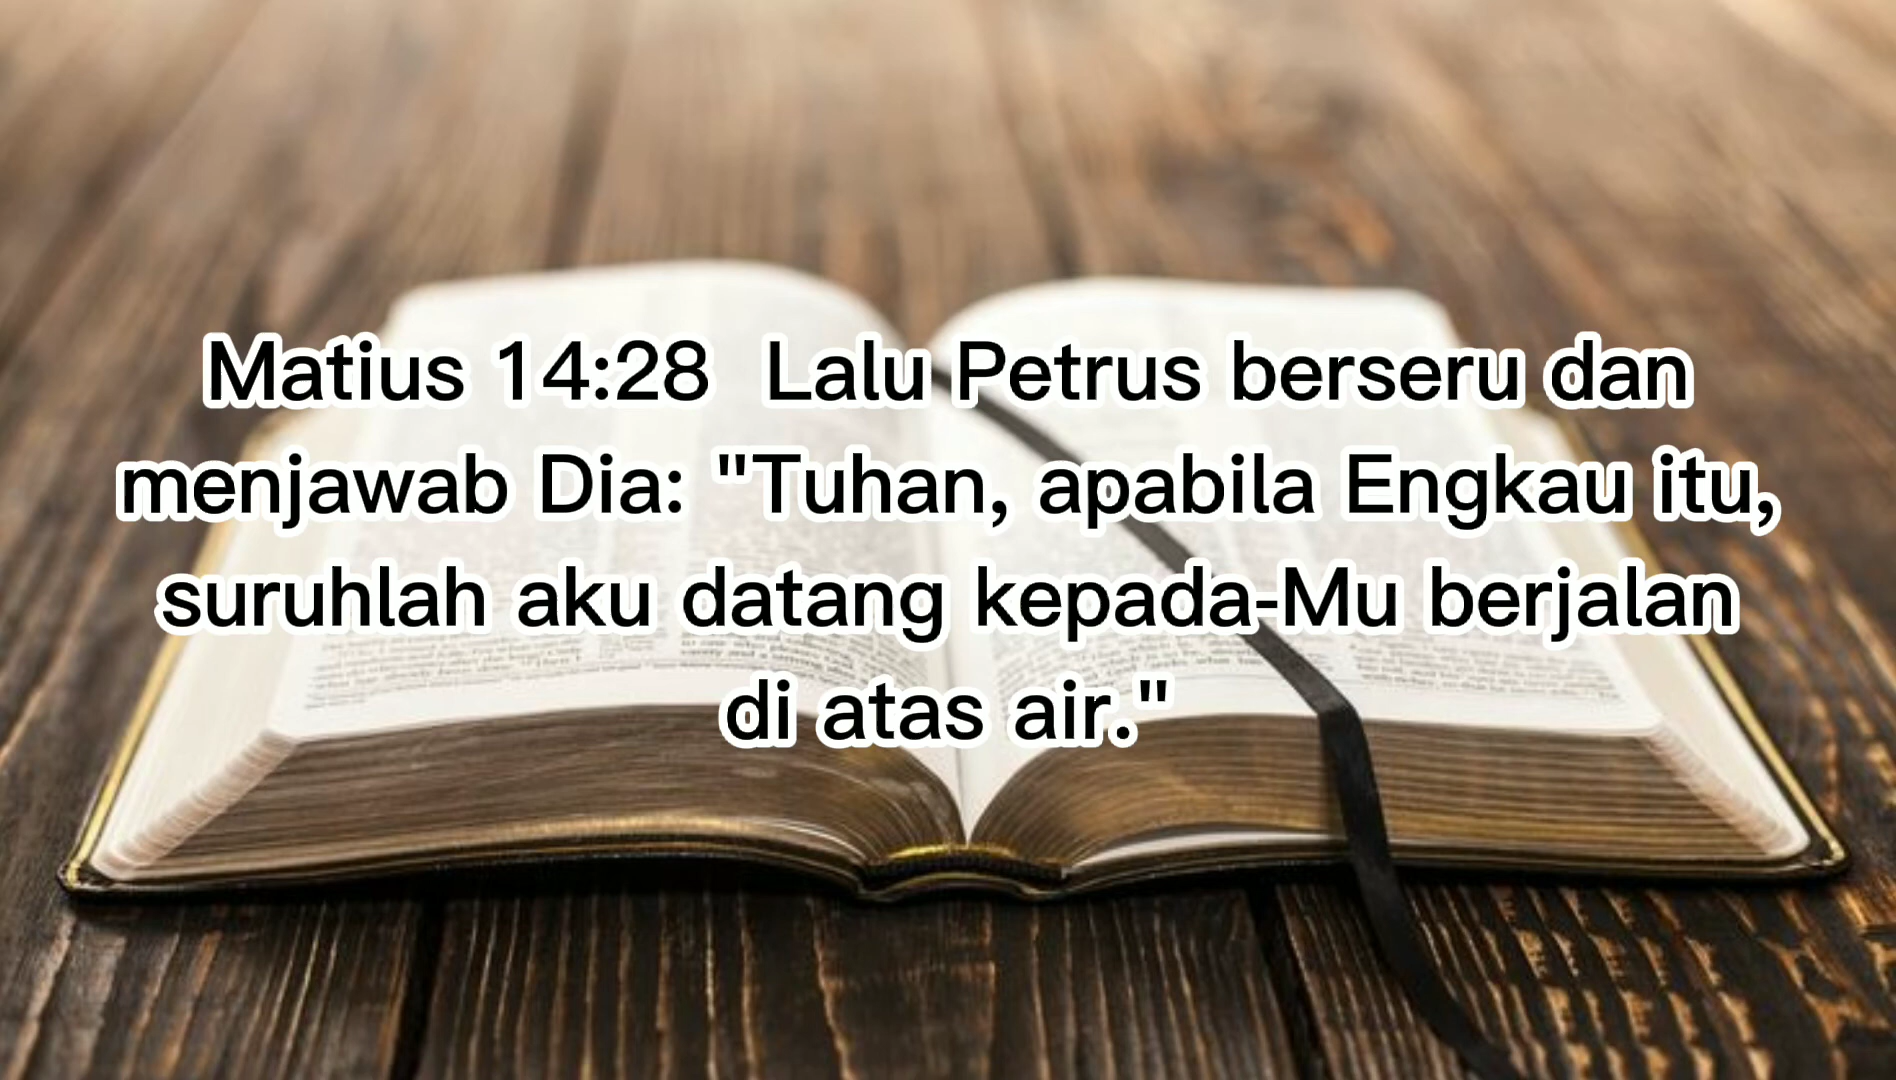 Matius 14:28  Lalu Petrus berseru dan
menjawab Dia: "Tuhan, apabila Engkau itu,
suruhlah aku datang kepada-Mu berjalan
di atas air."